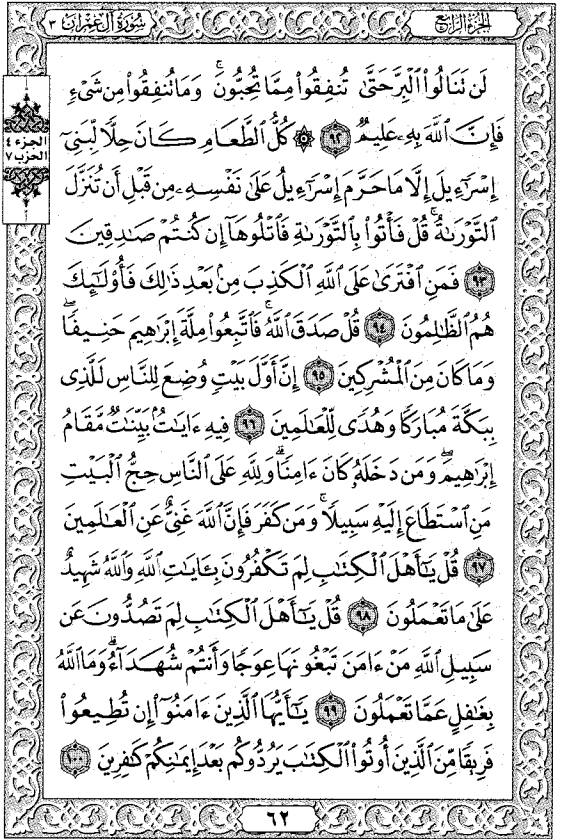 الجزء الرابع
سورة آل عمران ٣
لَن تَنَالُوا۟ ٱلْبِرَّ حَتَّىٰ تُنفِقُوا۟ مِمَّا تُحِبُّونَ ۚ وَمَا تُنفِقُوا۟ مِن شَىْءٍ
فَإِنَّ ٱللَّهَ بِهِۦ عَلِيمٌ ٩٢ ۞ كُلُّ ٱلطَّعَامِ كَانَ حِلًّا لِّبَنِىٓ
إِسْرَٰٓءِيلَ إِلَّا مَا حَرَّمَ إِسْرَٰٓءِيلُ عَلَىٰ نَفْسِهِۦ مِن قَبْلِ أَن تُنَزَّلَ
ٱلتَّوْرَىٰةُ ۗ قُلْ فَأْتُوا۟ بِٱلتَّوْرَىٰةِ فَٱتْلُوهَآ إِن كُنتُمْ صَٰدِقِينَ
٩٣ فَمَنِ ٱفْتَرَىٰ عَلَى ٱللَّهِ ٱلْكَذِبَ مِنۢ بَعْدِ ذَٰلِكَ فَأُو۟لَٰٓئِكَ
هُمُ ٱلظَّٰلِمُونَ ٩٤ قُلْ صَدَقَ ٱللَّهُ ۗ فَٱتَّبِعُوا۟ مِلَّةَ إِبْرَٰهِيمَ حَنِيفًا ۖ
وَمَا كَانَ مِنَ ٱلْمُشْرِكِينَ ٩٥ إِنَّ أَوَّلَ بَيْتٍ وُضِعَ لِلنَّاسِ لَلَّذِى
بِبَكَّةَ مُبَارَكًا وَهُدًى لِّلْعَٰلَمِينَ ٩٦ فِيهِ ءَايَٰتٌۢ بَيِّنَٰتٌ مَّقَامُ
إِبْرَٰهِيمَ ۖ وَمَن دَخَلَهُۥ كَانَ ءَامِنًا ۗ وَلِلَّهِ عَلَى ٱلنَّاسِ حِجُّ ٱلْبَيْتِ
مَنِ ٱسْتَطَاعَ إِلَيْهِ سَبِيلًا ۚ وَمَن كَفَرَ فَإِنَّ ٱللَّهَ غَنِىٌّ عَنِ ٱلْعَٰلَمِينَ
٩٧ قُلْ يَٰٓأَهْلَ ٱلْكِتَٰبِ لِمَ تَكْفُرُونَ بِـَٔايَٰتِ ٱللَّهِ وَٱللَّهُ شَهِيدٌ
عَلَىٰ مَا تَعْمَلُونَ ٩٨ قُلْ يَٰٓأَهْلَ ٱلْكِتَٰبِ لِمَ تَصُدُّونَ عَن
سَبِيلِ ٱللَّهِ مَنْ ءَامَنَ تَبْغُونَهَا عِوَجًا وَأَنتُمْ شُهَدَآءُ ۗ وَمَا ٱللَّهُ
بِغَٰفِلٍ عَمَّا تَعْمَلُونَ ٩٩ يَٰٓأَيُّهَا ٱلَّذِينَ ءَامَنُوٓا۟ إِن تُطِيعُوا۟
فَرِيقًا مِّنَ ٱلَّذِينَ أُوتُوا۟ ٱلْكِتَٰبَ يَرُدُّوكُم بَعْدَ إِيمَٰنِكُمْ كَٰفِرِينَ ١٠٠
الجزء ٤
الحزب ٧
٦٢